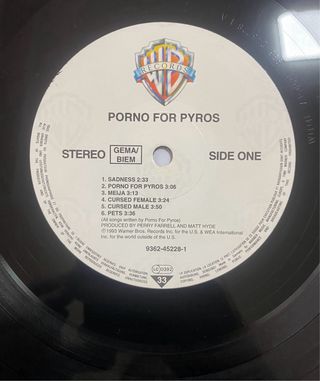 WB
RECORDS
PORNO FOR PYROS
STEREO
GEMA/
BIEM
SIDE ONE
1. SADNESS 2:33
2. PORNO FOR PYROS 3:06
3. MEIJA 3:13
4. CURSED FEMALE 3:24
5. CURSED MALE 3:50
6. PETS 3:36
(All songs written by Porno For Pyros)
PRODUCED BY PERRY FARRELL AND MATT HYDE
℗1993 Warner Bros. Records Inc. for the U.S. & WEA International
Inc. for the world outside of the U.S.
9362-45228-1
LC 0392
33